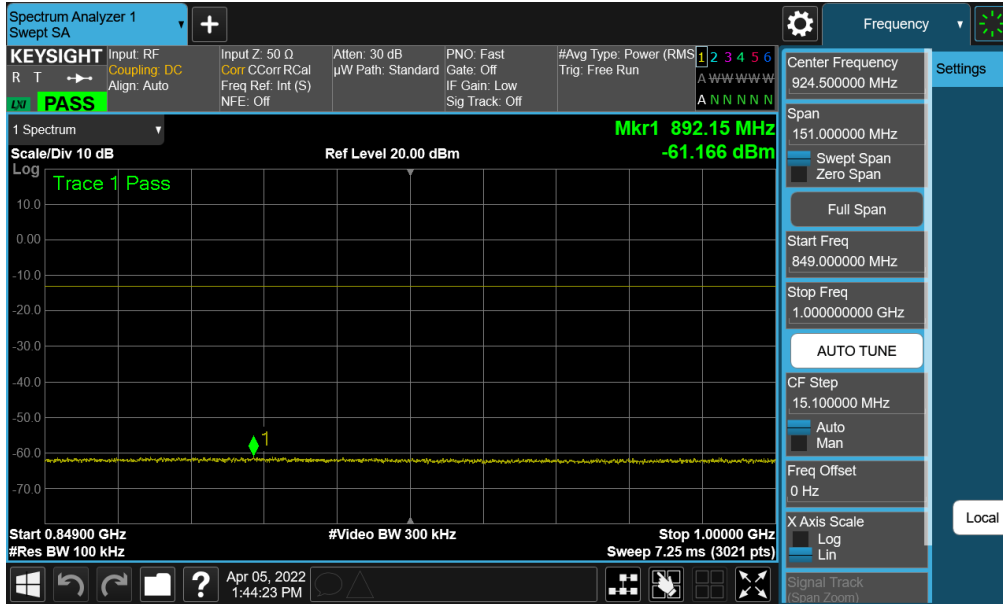 Spectrum Analyzer 1
Swept SA
Frequency
KEYSIGHT
R T
LXI PASS
Input: RF
Coupling: DC
Align: Auto
Input Z: 50 Ω
Corr CCorr RCal
Freq Ref: Int (S)
NFE: Off
Atten: 30 dB
µW Path: Standard
PNO: Fast
Gate: Off
IF Gain: Low
Sig Track: Off
#Avg Type: Power (RMS
Trig: Free Run
1 2 3 4 5 6
A W W W W W
A N N N N N
1 Spectrum
Scale/Div 10 dB
Ref Level 20.00 dBm
Mkr1 892.15 MHz
-61.166 dBm
Log
Trace 1 Pass
10.0
0.00
-10.0
-20.0
-30.0
-40.0
-50.0
-60.0
-70.0
1
Start 0.84900 GHz
#Video BW 300 kHz
Stop 1.00000 GHz
#Res BW 100 kHz
Sweep 7.25 ms (3021 pts)
Center Frequency
924.500000 MHz
Span
151.000000 MHz
Swept Span
Zero Span
Full Span
Start Freq
849.000000 MHz
Stop Freq
1.000000000 GHz
AUTO TUNE
CF Step
15.100000 MHz
Auto
Man
Freq Offset
0 Hz
X Axis Scale
Log
Lin
Signal Track
(Span Zoom)
Settings
Local
?
Apr 05, 2022
1:44:23 PM